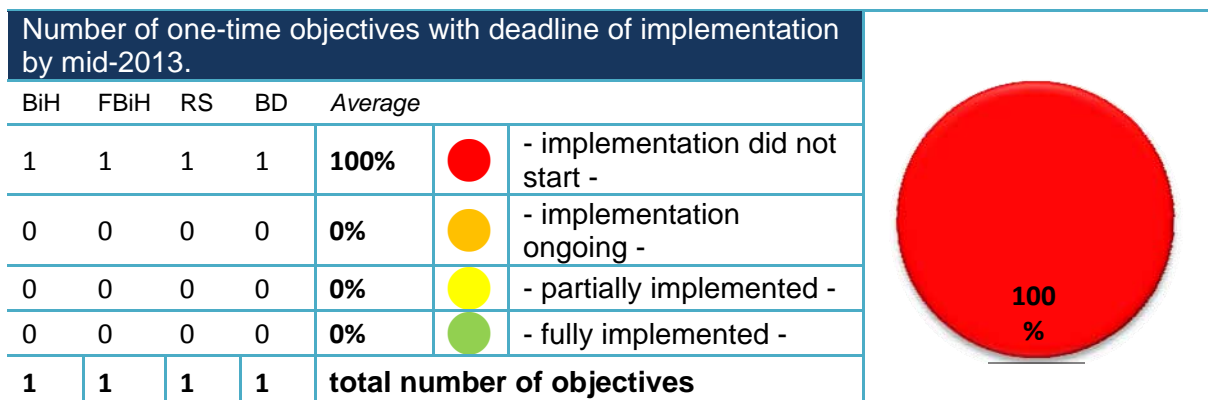 Number of one-time objectives with deadline of implementation
by mid-2013.
BiH FBiH RS BD Average
1 1 1 1 100% - implementation did not
start -
0 0 0 0 0% - implementation
ongoing -
0 0 0 0 0% - partially implemented -
0 0 0 0 0% - fully implemented -
1 1 1 1 total number of objectives
100
%